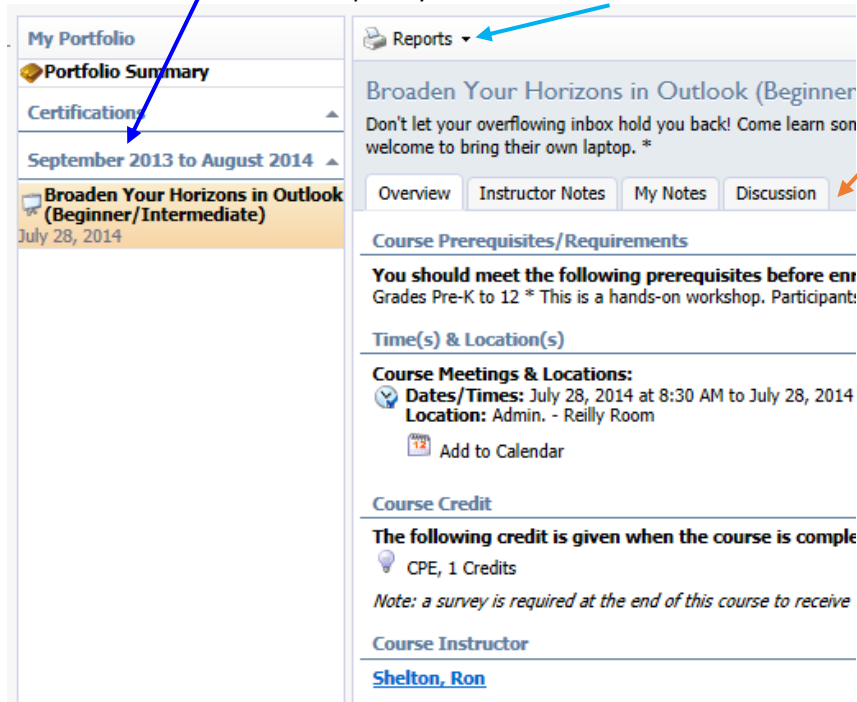 My Portfolio
Portfolio Summary
Certifications
September 2013 to August 2014
Broaden Your Horizons in Outlook
(Beginner/Intermediate)
July 28, 2014
Reports
Broaden Your Horizons in Outlook (Beginner
Don't let your overflowing inbox hold you back! Come learn som
welcome to bring their own laptop. *
Overview Instructor Notes My Notes Discussion
Course Prerequisites/Requirements
You should meet the following prerequisites before enr
Grades Pre-K to 12 * This is a hands-on workshop. Participants
Time(s) & Location(s)
Course Meetings & Locations:
Dates/Times: July 28, 2014 at 8:30 AM to July 28, 2014
Location: Admin. - Reilly Room
12
Add to Calendar
Course Credit
The following credit is given when the course is comple
CPE, 1 Credits
Note: a survey is required at the end of this course to receive
Course Instructor
Shelton, Ron